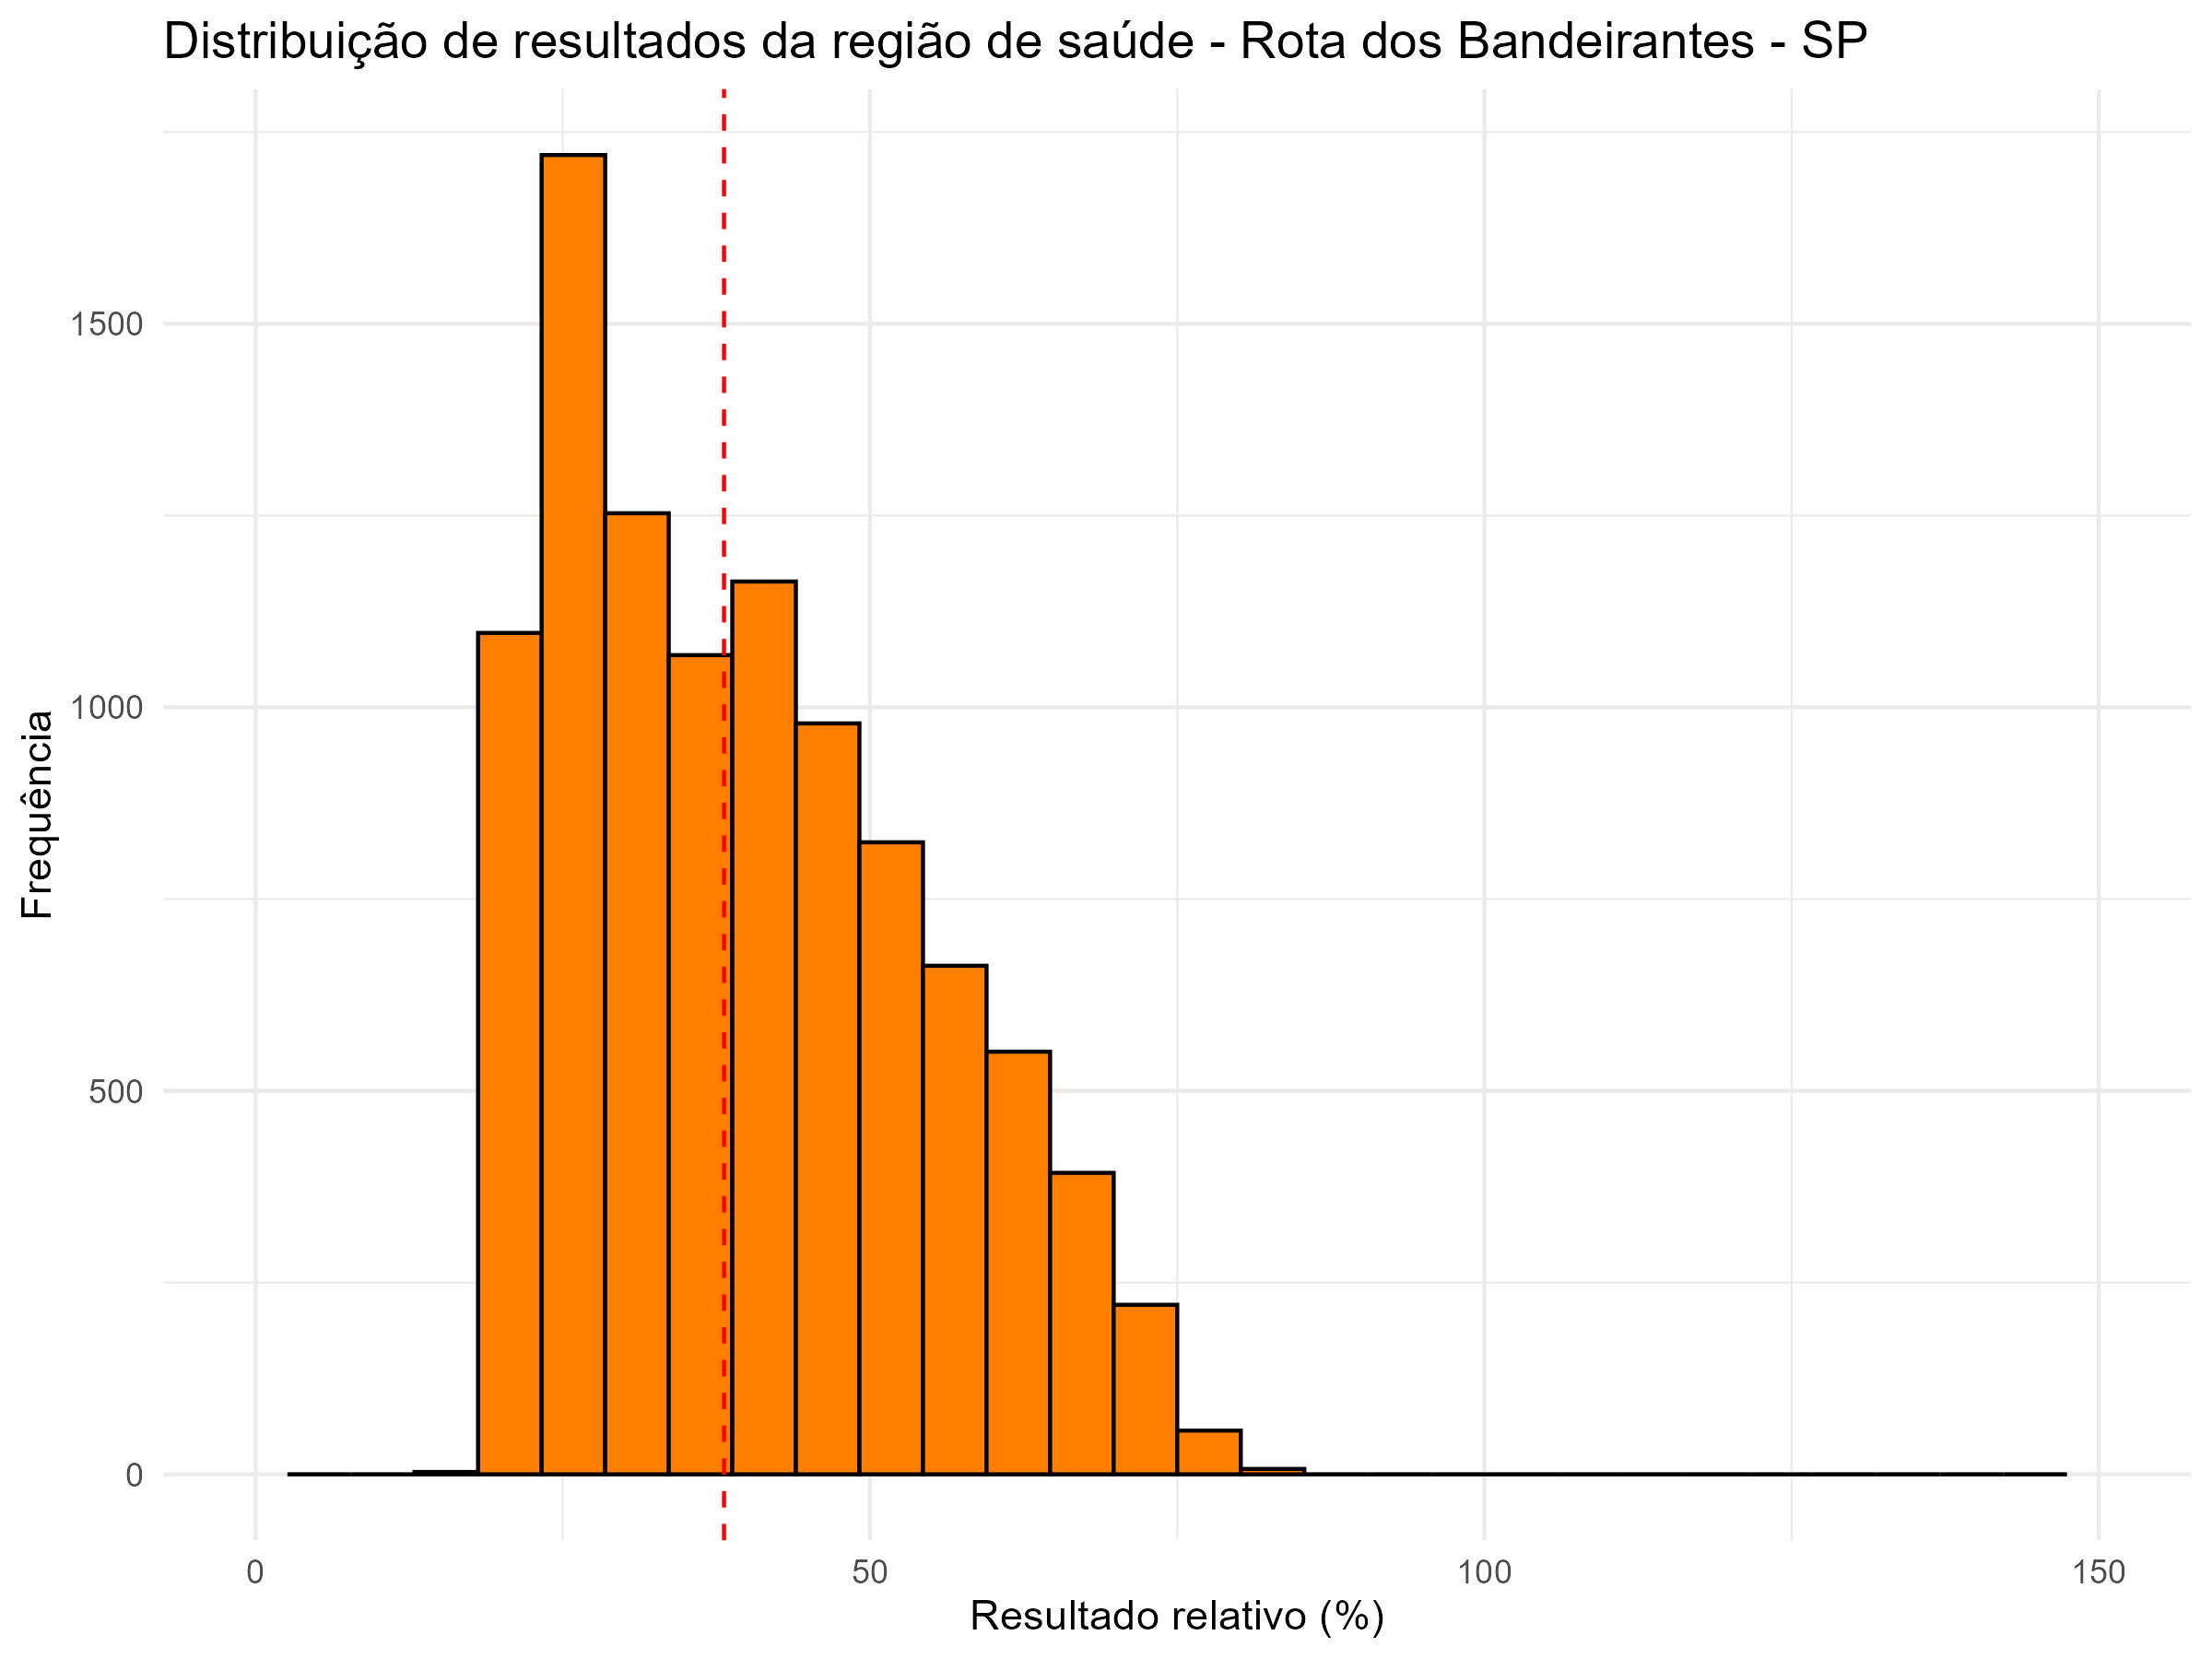 Distribuição de resultados da região de saúde - Rota dos Bandeirantes - SP
1500
1000
500
0
Frequência
0 50 100 150
Resultado relativo (%)